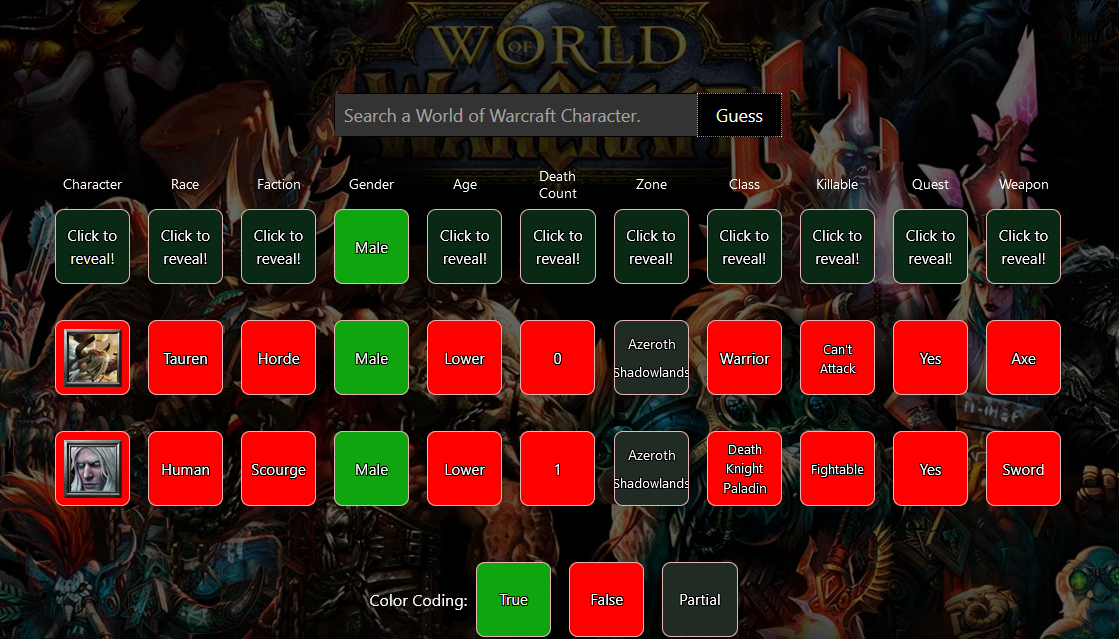 WORLD
OF
WARCRAFT
Search a World of Warcraft Character.
Guess
Character
Race
Faction
Gender
Age
Death
Count
Zone
Class
Killable
Quest
Weapon
Click to
reveal!
Click to
reveal!
Click to
reveal!
Male
Click to
reveal!
Click to
reveal!
Click to
reveal!
Click to
reveal!
Click to
reveal!
Click to
reveal!
Click to
reveal!
Tauren
Horde
Male
Lower
0
Azeroth
Shadowlands
Warrior
Can't
Attack
Yes
Axe
Human
Scourge
Male
Lower
1
Azeroth
Shadowlands
Death
Knight
Paladin
Fightable
Yes
Sword
Color Coding:
True
False
Partial